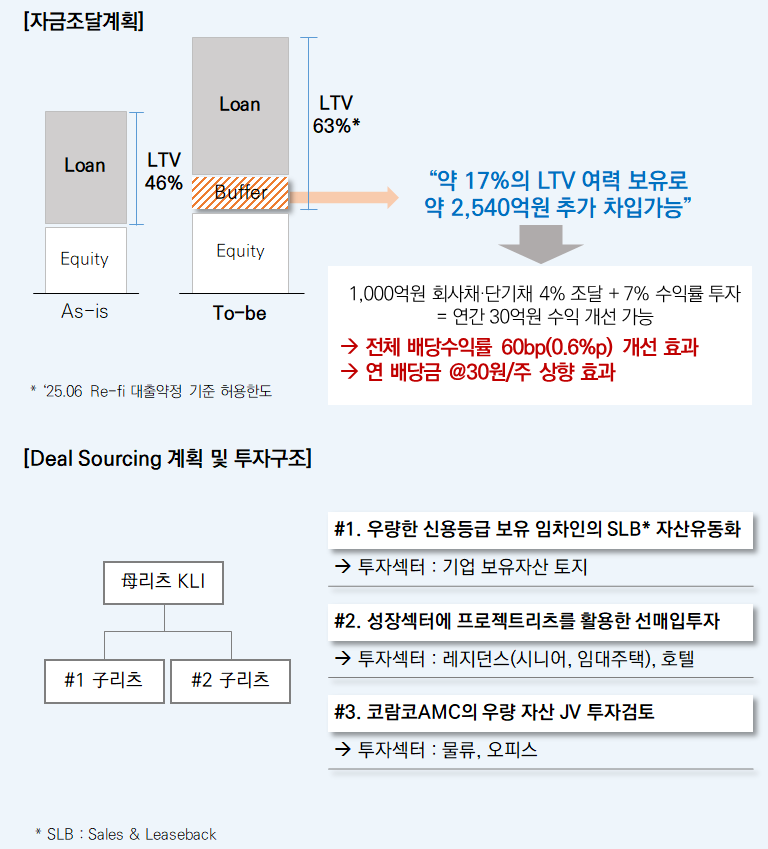 [자금조달계획]
Loan
LTV
63%*
Loan
LTV
46%
Buffer
Equity
Equity
As-is
To-be
“약 17%의 LTV 여력 보유로
약 2,540억원 추가 차입가능”
1,000억원 회사채·단기채 4% 조달 + 7% 수익률 투자
= 연간 30억원 수익 개선 가능
→ 전체 배당수익률 60bp(0.6%p) 개선 효과
→ 연 배당금 @30원/주 상향 효과
* ‘25.06 Re-fi 대출약정 기준 허용한도
[Deal Sourcing 계획 및 투자구조]
母리츠 KLI
#1 子리츠
#2 子리츠
#1. 우량한 신용등급 보유 임차인의 SLB* 자산유동화
→ 투자섹터 : 기업 보유자산 토지
#2. 성장섹터에 프로젝트리츠를 활용한 선매입투자
→ 투자섹터 : 레지던스(시니어, 임대주택), 호텔
#3. 코람코AMC의 우량 자산 JV 투자검토
→ 투자섹터 : 물류, 오피스
* SLB : Sales & Leaseback